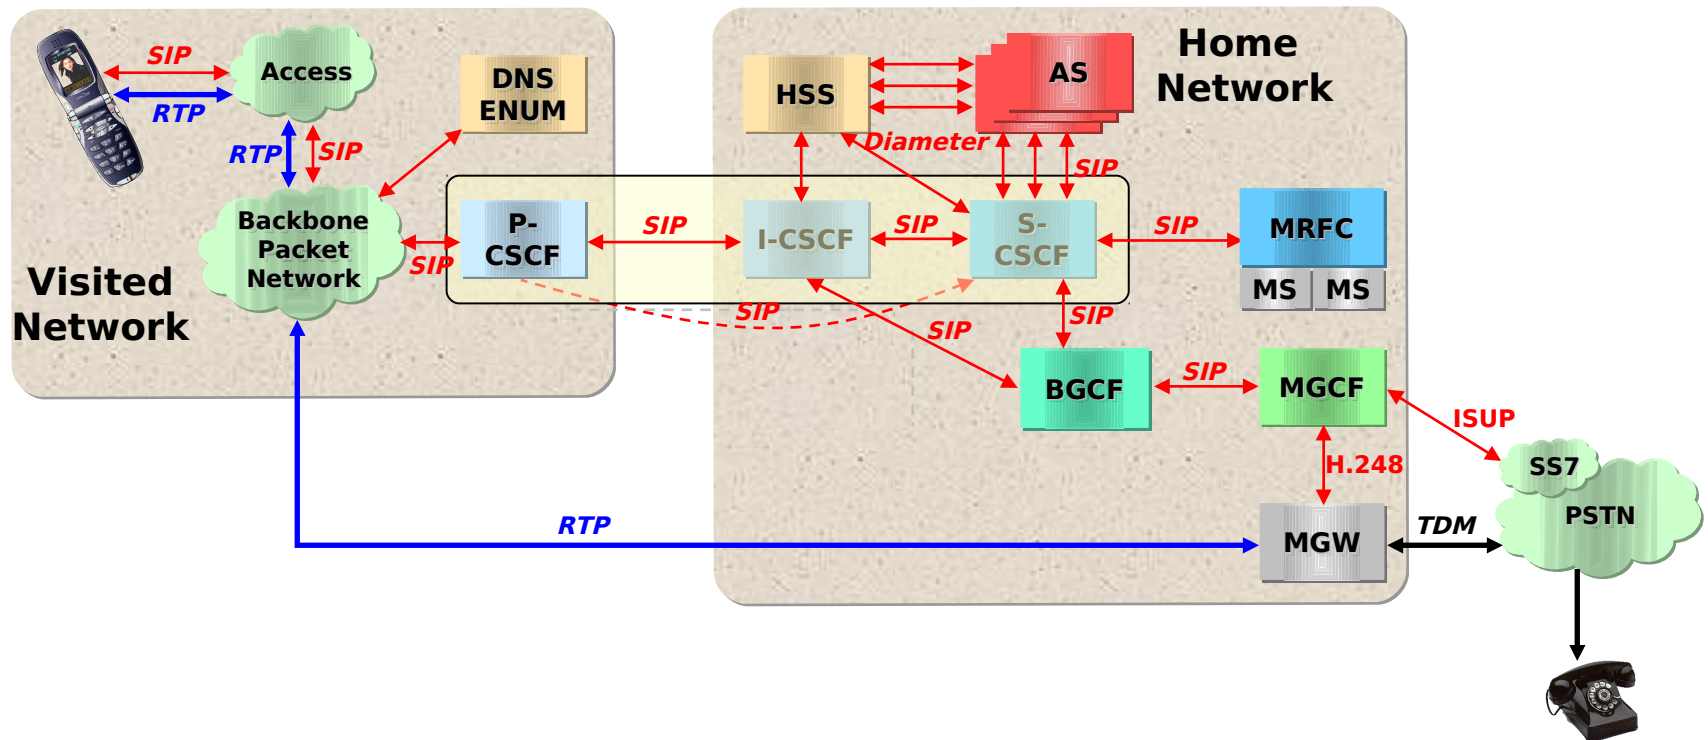 SIP
RTP
Access
RTP
SIP
DNS
ENUM
Backbone
Packet
Network
SIP
Visited
Network
P-
CSCF
SIP
I-CSCF
SIP
S-
CSCF
SIP
HSS
AS
Diameter
SIP
Home
Network
MRFC
MS
MS
SIP
SIP
SIP
BGCF
SIP
MGCF
ISUP
H.248
SS7
PSTN
RTP
MGW
TDM